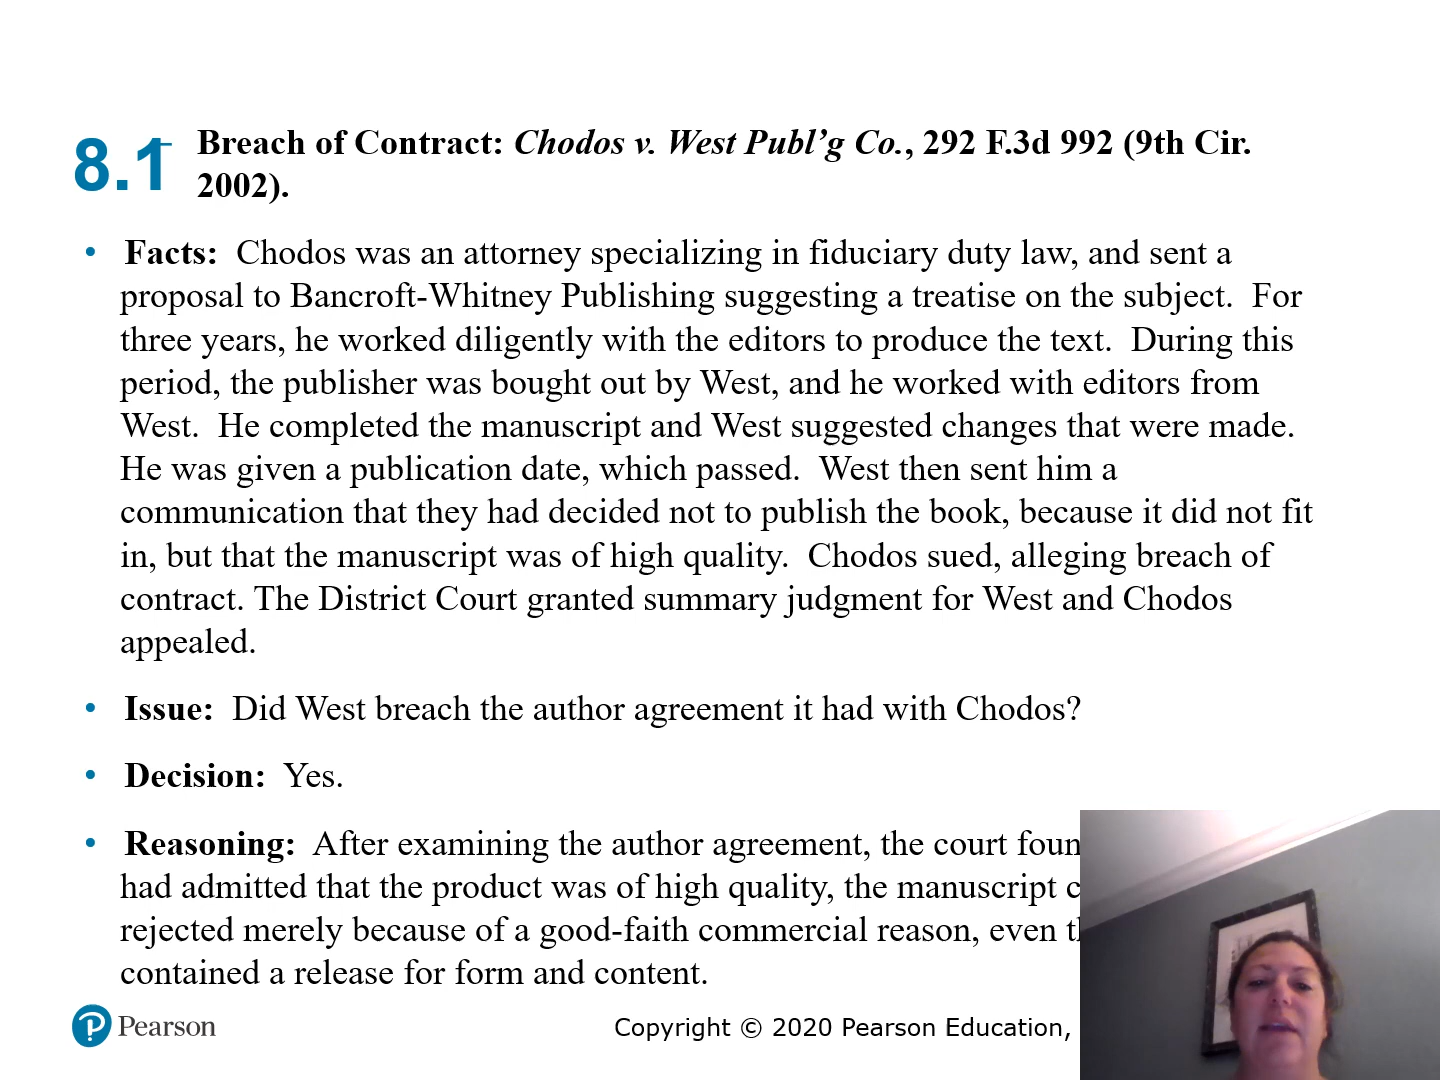 8.1
Breach of Contract: Chodos v. West Publ’g Co., 292 F.3d 992 (9th Cir.
2002).
• Facts: Chodos was an attorney specializing in fiduciary duty law, and sent a
proposal to Bancroft-Whitney Publishing suggesting a treatise on the subject. For
three years, he worked diligently with the editors to produce the text. During this
period, the publisher was bought out by West, and he worked with editors from
West. He completed the manuscript and West suggested changes that were made.
He was given a publication date, which passed. West then sent him a
communication that they had decided not to publish the book, because it did not fit
in, but that the manuscript was of high quality. Chodos sued, alleging breach of
contract. The District Court granted summary judgment for West and Chodos
appealed.
• Issue: Did West breach the author agreement it had with Chodos?
• Decision: Yes.
• Reasoning: After examining the author agreement, the court
had admitted that the product was of high quality, the manuscript
rejected merely because of a good-faith commercial reason, even
contained a release for form and content.
Pearson
Copyright © 2020 Pearson Education,